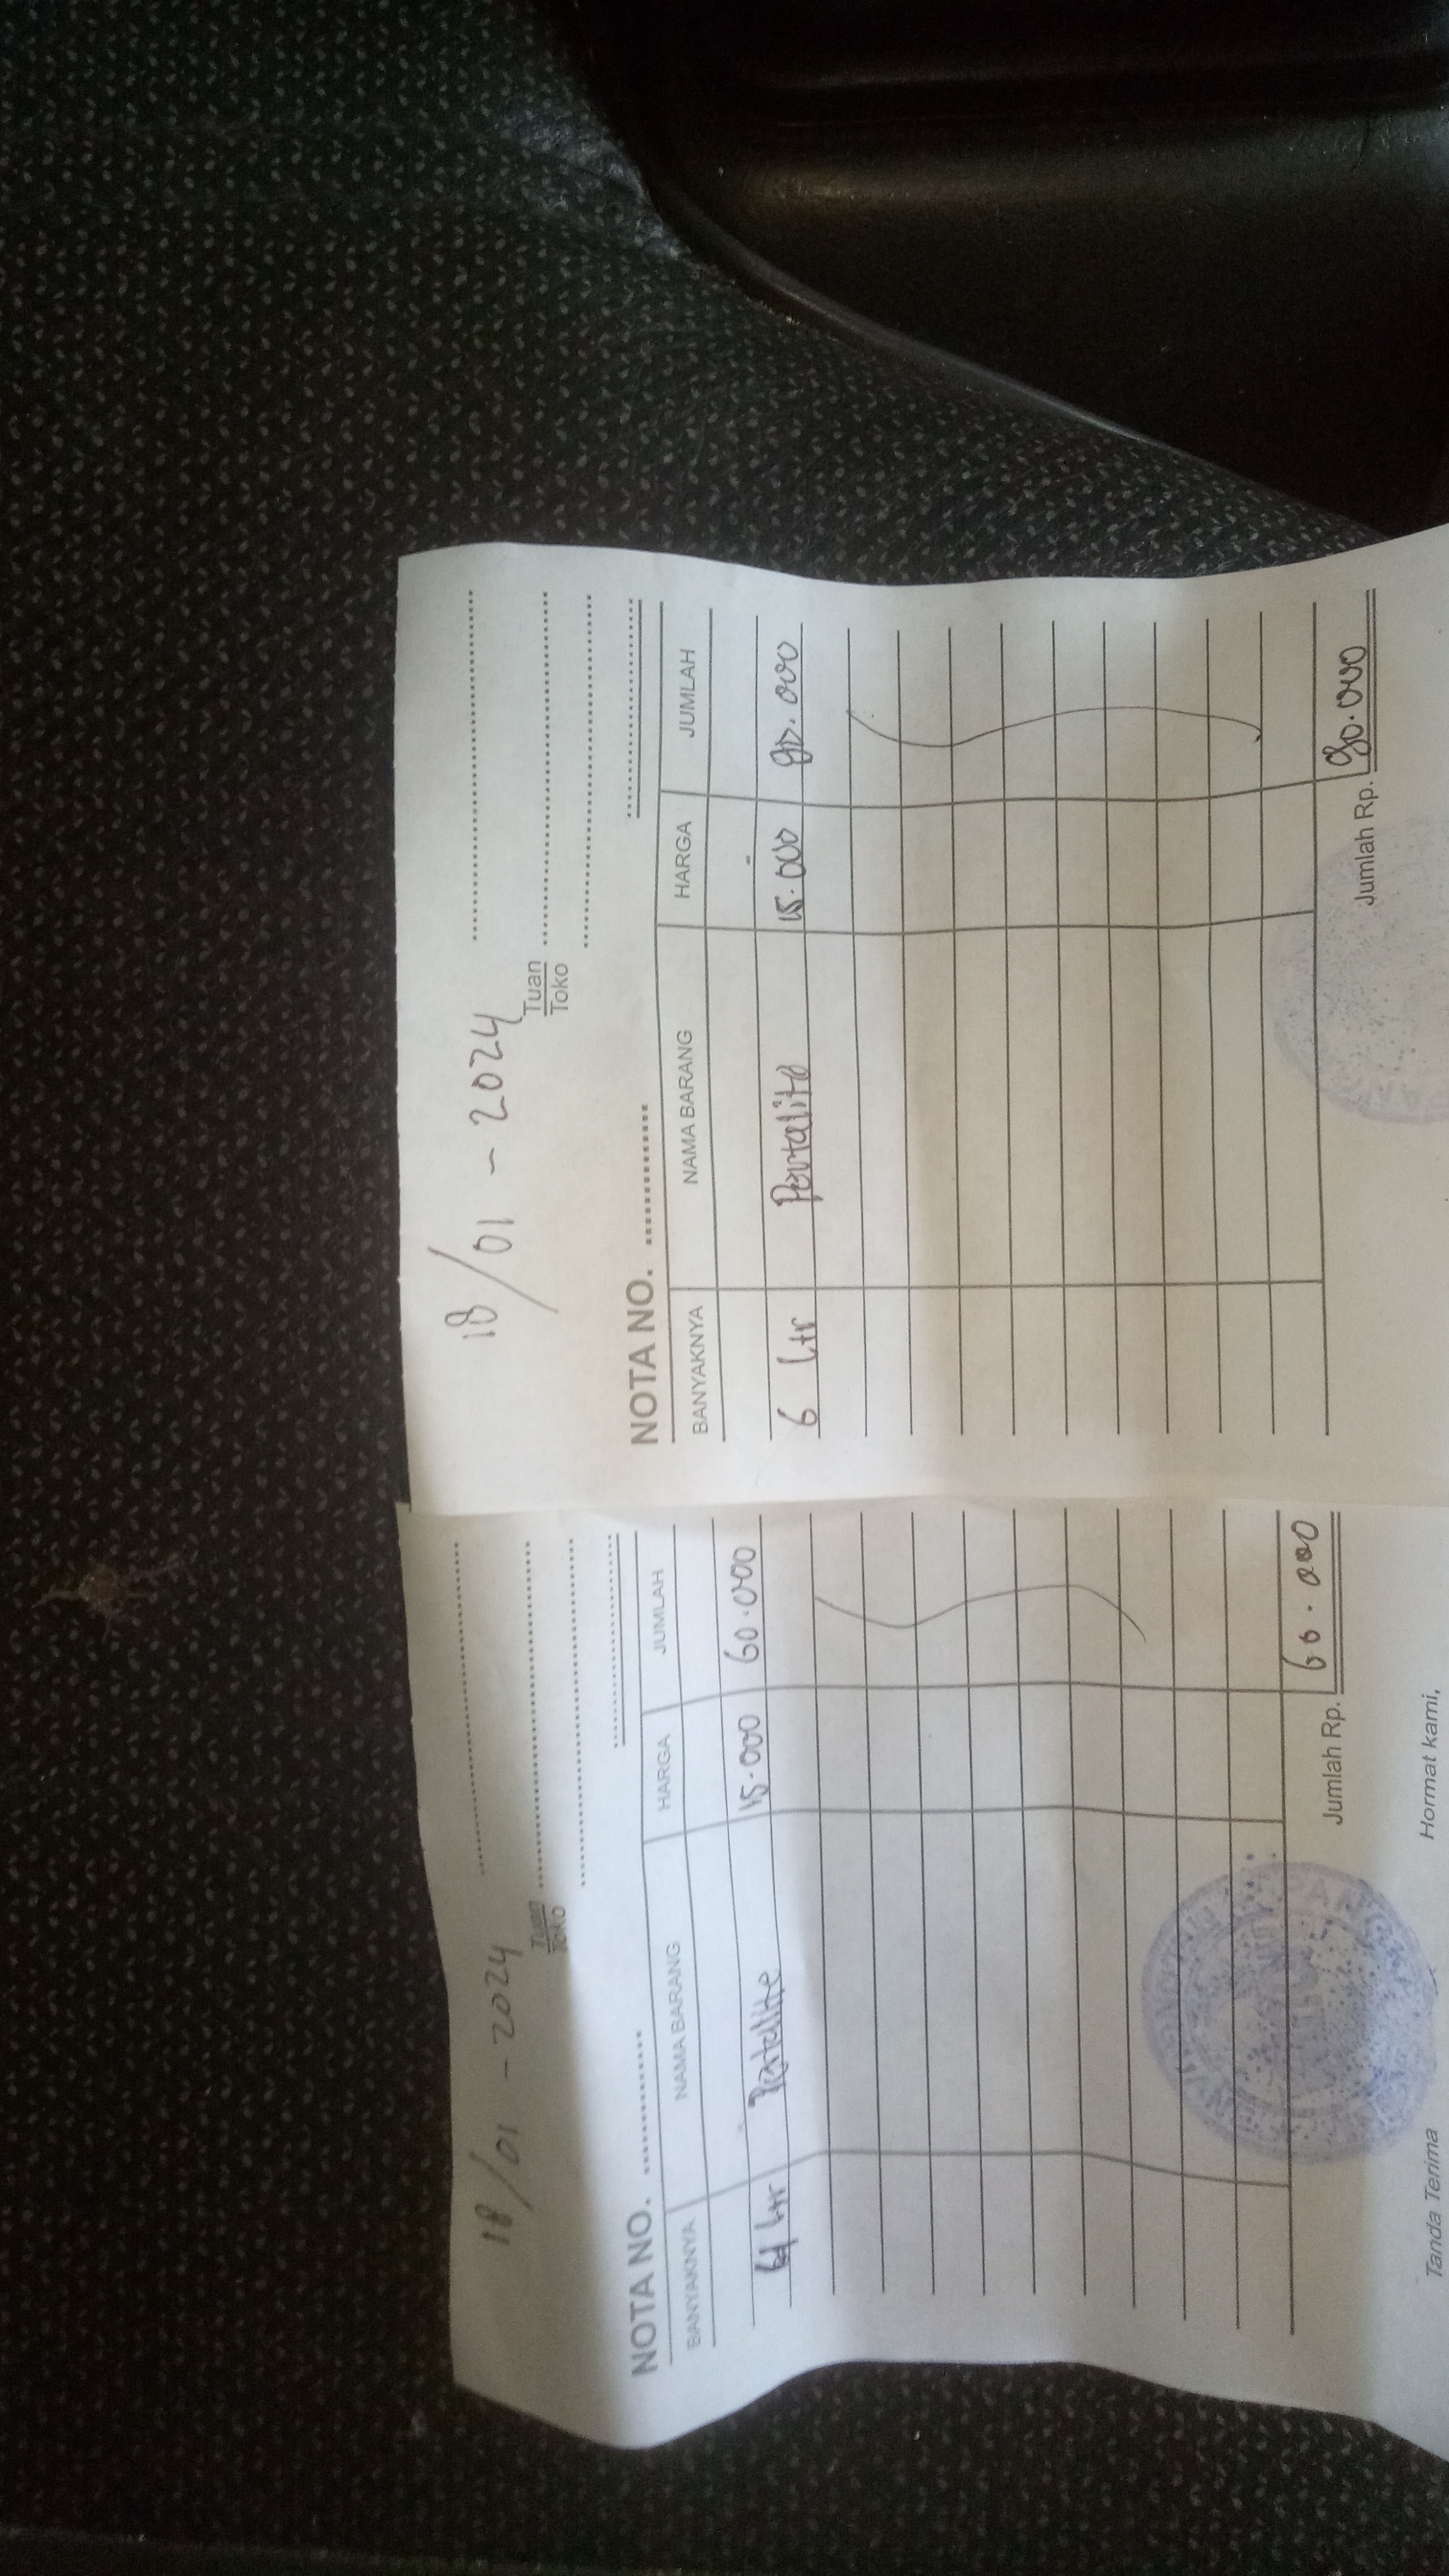 18/01 - 2024
Tuan
Toko
NOTA NO.
BANYAKNYA NAMA BARANG HARGA JUMLAH
4 Ltr Pertalite 15.000 60.000
Jumlah Rp. 60.000
Tanda Terima Hormat kami,
18/01 - 2024
Tuan
Toko
NOTA NO.
BANYAKNYA NAMA BARANG HARGA JUMLAH
6 Ltr Pertalite 15.000 90.000
Jumlah Rp. 90.000